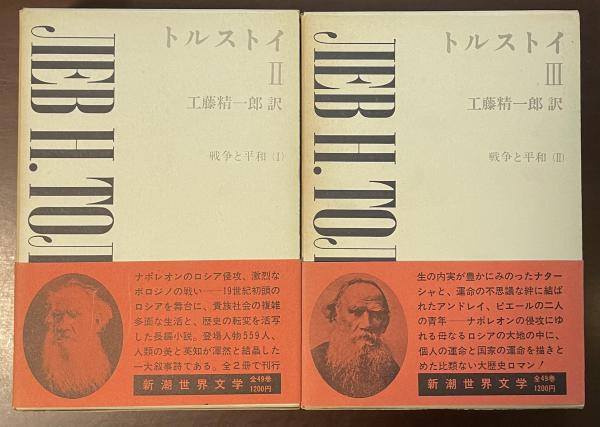 ЛЕВ Н. ТОЛ
トルストイ
II
工藤精一郎 訳
戦争と平和 (I)
ナポレオンのロシア侵攻、激烈な
ボロジノの戦い——19世紀初頭の
ロシアを舞台に、貴族社会の複雑
多面な生活と、歴史の転変を活写
した長編小説。登場人物559人、
人類の美と英知が渾然と結晶した
一大叙事詩である。全2冊で刊行
新潮世界文学
全49巻
1200円
ЛЕВ Н. ТОЛ
トルストイ
III
工藤精一郎 訳
戦争と平和 (II)
生の内実が豊かにみのったナター
シャと、運命の不思議な絆に結ば
れたアンドレイ、ピエールの二人
の青年——ナポレオンの侵攻にゆ
れる母なるロシアの大地の中に、
個人の運命と国家の運命を描きと
めた比類ない大歴史ロマン!
新潮世界文学
全49巻
1200円